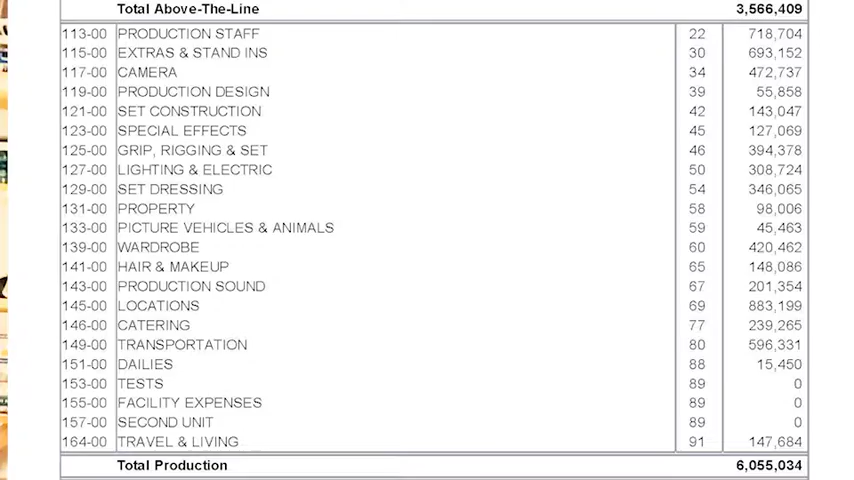 Total Above-The-Line 3,566,409
113-00 PRODUCTION STAFF 22 718,704
115-00 EXTRAS & STAND INS 30 693,152
117-00 CAMERA 34 472,737
119-00 PRODUCTION DESIGN 39 55,858
121-00 SET CONSTRUCTION 42 143,047
123-00 SPECIAL EFFECTS 45 127,069
125-00 GRIP, RIGGING & SET 46 394,378
127-00 LIGHTING & ELECTRIC 50 308,724
129-00 SET DRESSING 54 346,065
131-00 PROPERTY 58 98,006
133-00 PICTURE VEHICLES & ANIMALS 59 45,463
139-00 WARDROBE 60 420,462
141-00 HAIR & MAKEUP 65 148,086
143-00 PRODUCTION SOUND 67 201,354
145-00 LOCATIONS 69 883,199
146-00 CATERING 77 239,265
149-00 TRANSPORTATION 80 596,331
151-00 DAILIES 88 15,450
153-00 TESTS 89 0
155-00 FACILITY EXPENSES 89 0
157-00 SECOND UNIT 89 0
164-00 TRAVEL & LIVING 91 147,684
Total Production 6,055,034